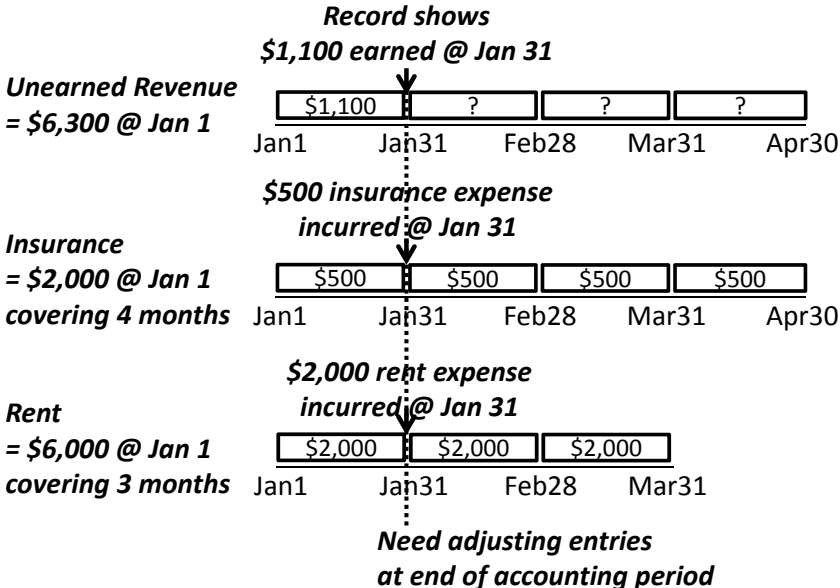 Record shows
$1,100 earned @ Jan 31
Unearned Revenue
= $6,300 @ Jan 1
$1,100 ? ? ?
Jan1 Jan31 Feb28 Mar31 Apr30
$500 insurance expense
incurred @ Jan 31
Insurance
= $2,000 @ Jan 1
covering 4 months
$500 $500 $500 $500
Jan1 Jan31 Feb28 Mar31 Apr30
$2,000 rent expense
incurred @ Jan 31
Rent
= $6,000 @ Jan 1
covering 3 months
$2,000 $2,000 $2,000
Jan1 Jan31 Feb28 Mar31
Need adjusting entries
at end of accounting period